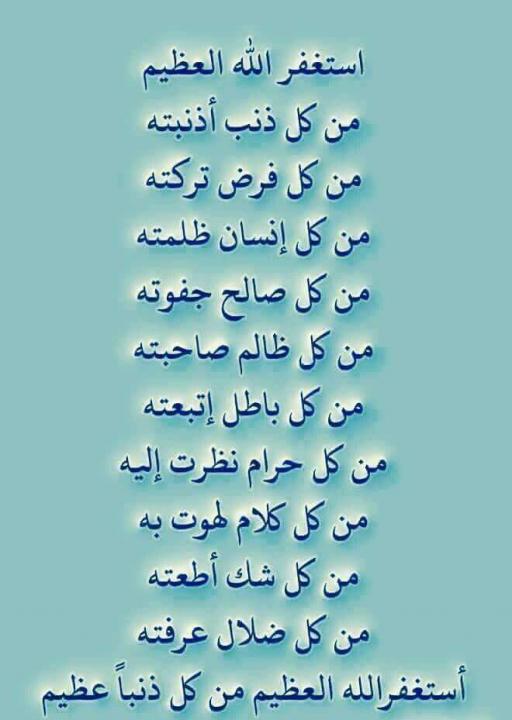 استغفر الله العظيم
من كل ذنب أذنبته
من كل فرض تركته
من كل إنسان ظلمته
من كل صالح جفوته
من كل ظالم صاحبته
من كل باطل إتبعته
من كل حرام نظرت إليه
من كل كلام لهوت به
من كل شك أطعته
من كل ضلال عرفته
أستغفرالله العظيم من كل ذنباً عظيم